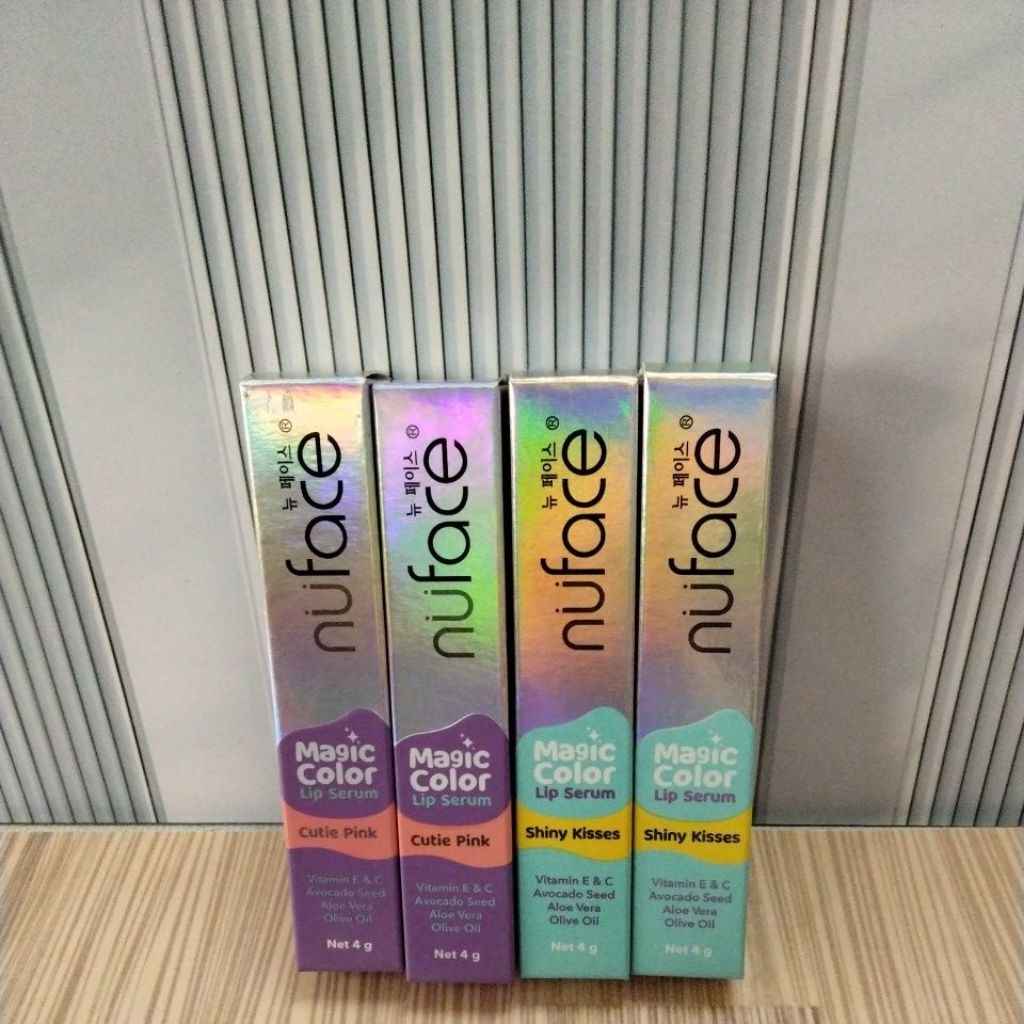 nüface
뉴 페이스 ®
Magic
Color
Lip Serum
Cutie Pink
Vitamin E & C
Avocado Seed
Aloe Vera
Olive Oil
Net 4 g
nüface
뉴 페이스 ®
Magic
Color
Lip Serum
Cutie Pink
Vitamin E & C
Avocado Seed
Aloe Vera
Olive Oil
Net 4 g
nüface
뉴 페이스 ®
Magic
Color
Lip Serum
Shiny Kisses
Vitamin E & C
Avocado Seed
Aloe Vera
Olive Oil
Net 4 g
nüface
뉴 페이스 ®
Magic
Color
Lip Serum
Shiny Kisses
Vitamin E & C
Avocado Seed
Aloe Vera
Olive Oil
Net 4 g